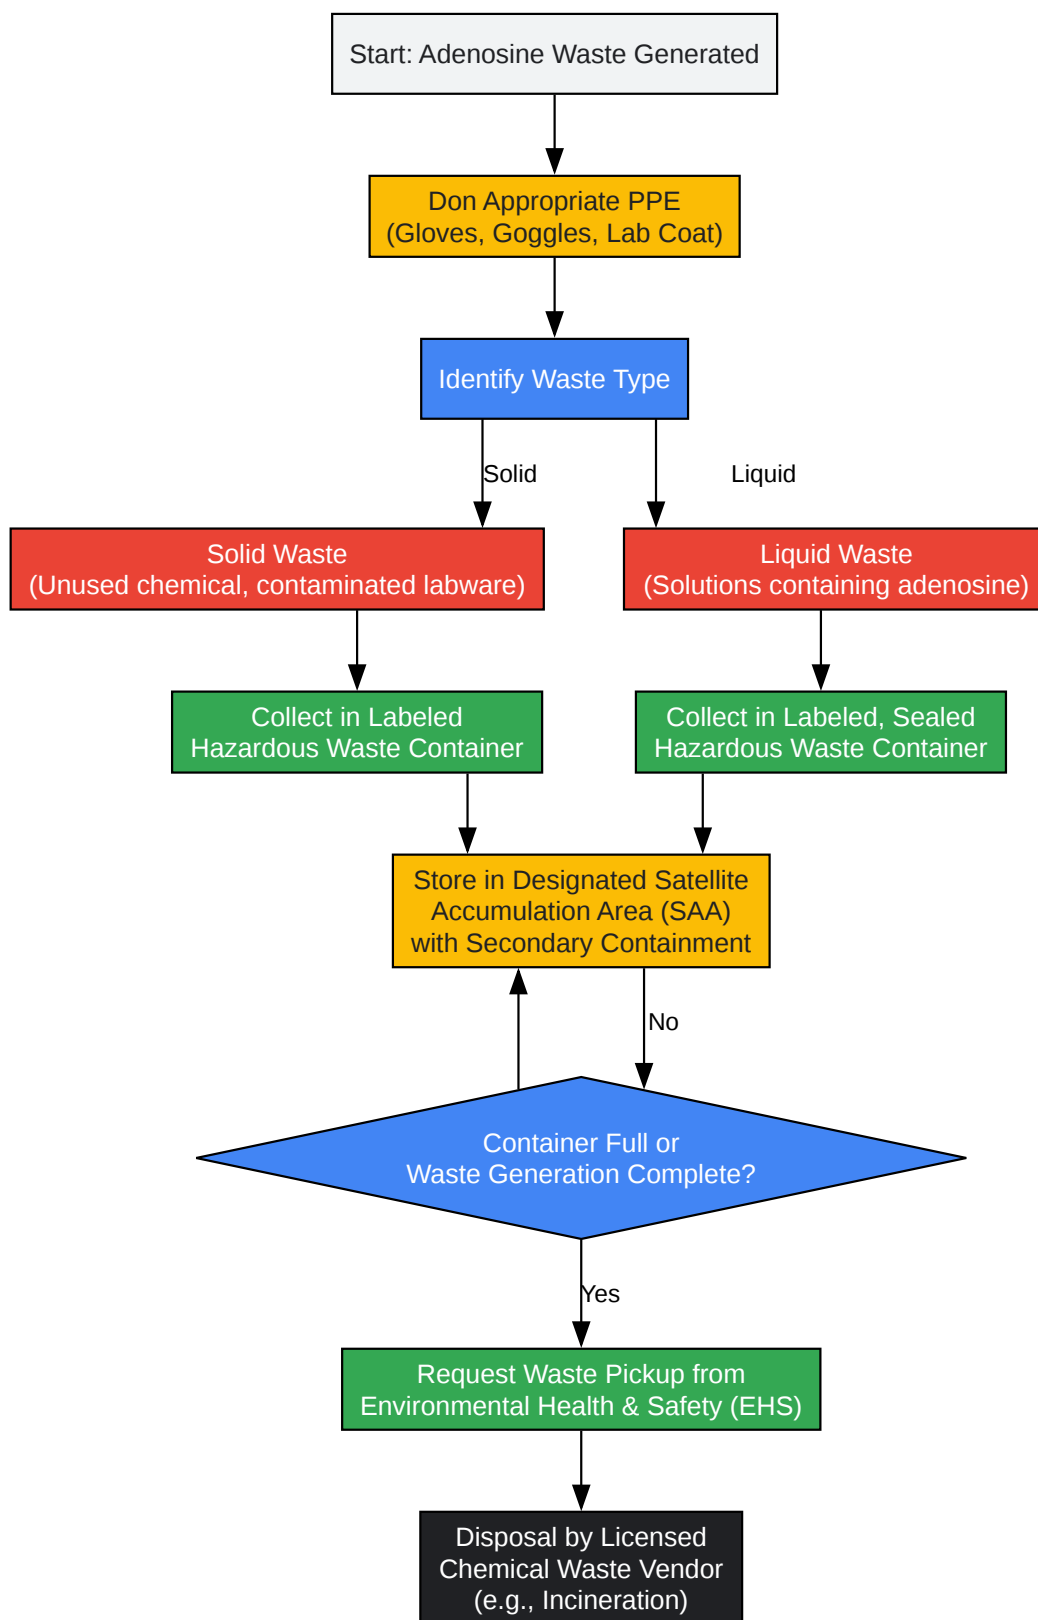 Start: Adenosine Waste Generated
Don Appropriate PPE
(Gloves, Goggles, Lab Coat)
Identify Waste Type
Solid
Liquid
Solid Waste
(Unused chemical, contaminated labware)
Liquid Waste
(Solutions containing adenosine)
Collect in Labeled
Hazardous Waste Container
Collect in Labeled, Sealed
Hazardous Waste Container
Store in Designated Satellite
Accumulation Area (SAA)
with Secondary Containment
No
Container Full or
Waste Generation Complete?
Yes
Request Waste Pickup from
Environmental Health & Safety (EHS)
Disposal by Licensed
Chemical Waste Vendor
(e.g., Incineration)